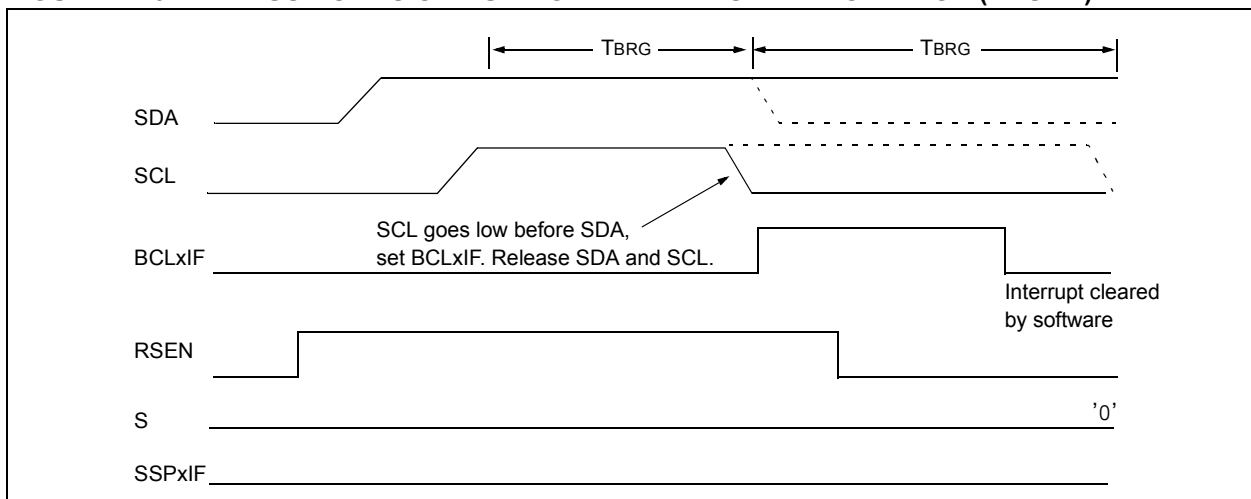 TBRG TBRG
SDA
SCL
SCL goes low before SDA,
set BCLxIF. Release SDA and SCL.
BCLxIF
Interrupt cleared
by software
RSEN
S '0'
SSPxIF